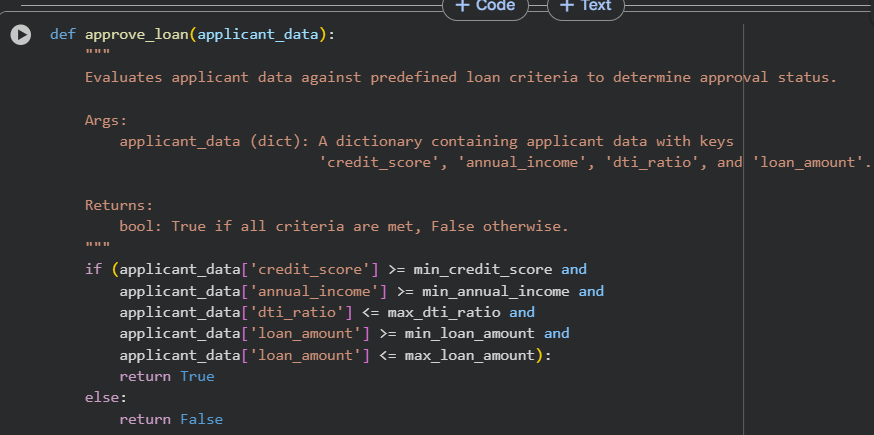 + Code + Text
def approve_loan(applicant_data):
    """
    Evaluates applicant data against predefined loan criteria to determine approval status.

    Args:
        applicant_data (dict): A dictionary containing applicant data with keys
                               'credit_score', 'annual_income', 'dti_ratio', and 'loan_amount'.

    Returns:
        bool: True if all criteria are met, False otherwise.
    """
    if (applicant_data['credit_score'] >= min_credit_score and
        applicant_data['annual_income'] >= min_annual_income and
        applicant_data['dti_ratio'] <= max_dti_ratio and
        applicant_data['loan_amount'] >= min_loan_amount and
        applicant_data['loan_amount'] <= max_loan_amount):
        return True
    else:
        return False